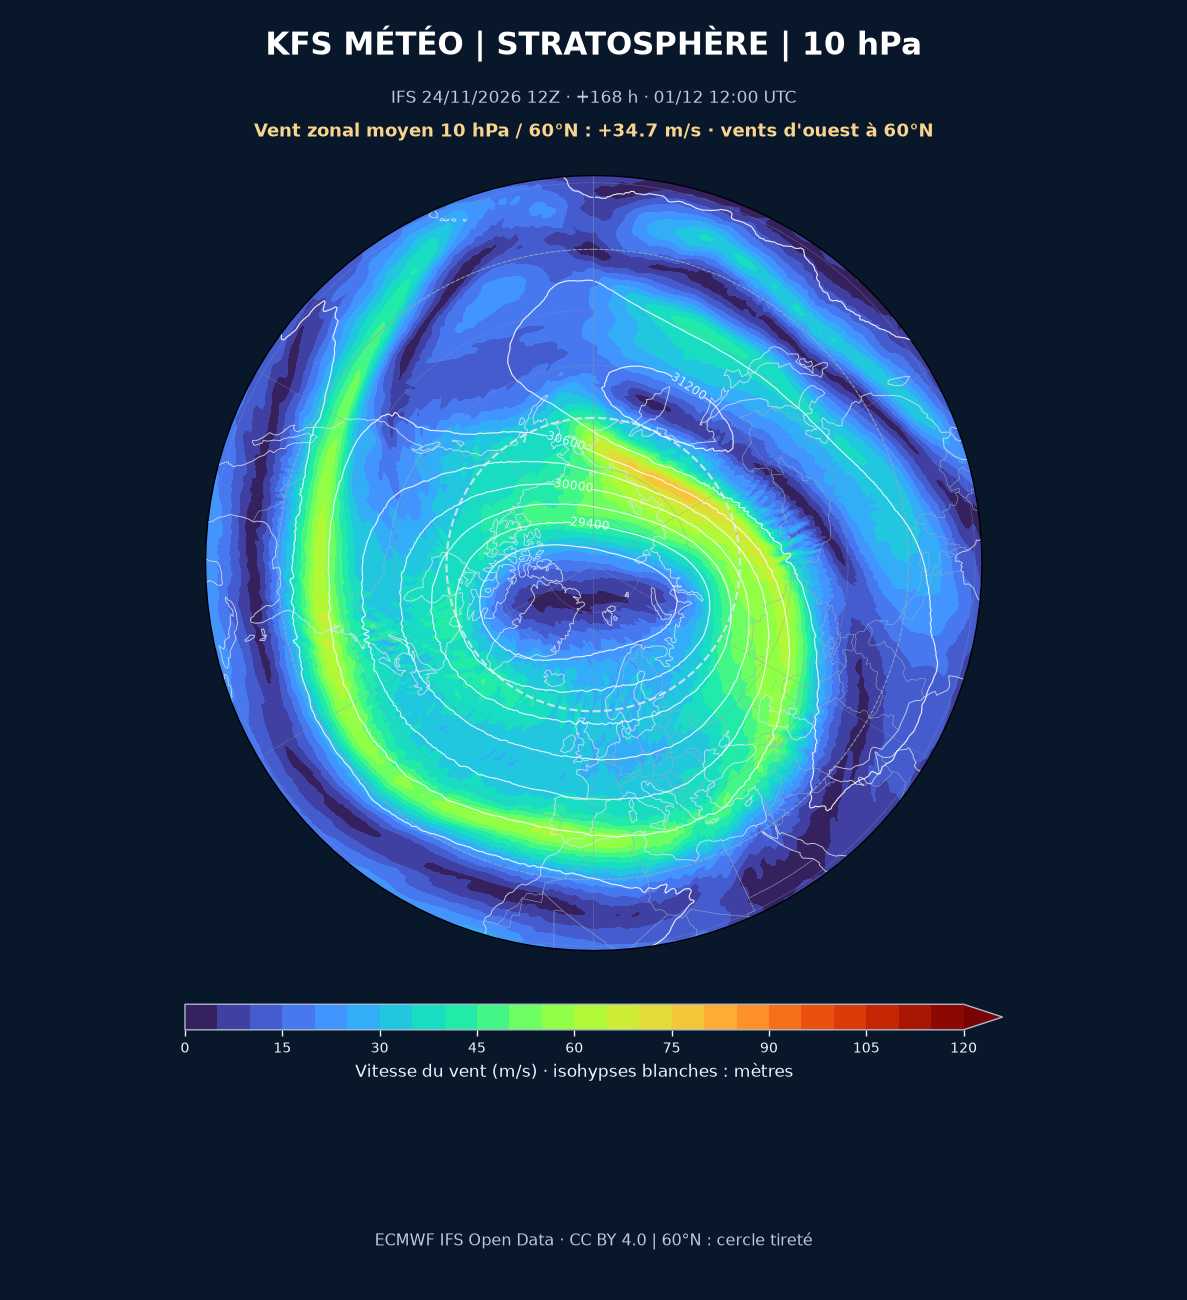 KFS MÉTÉO | STRATOSPHÈRE | 10 hPa
IFS 24/11/2026 12Z · +168 h · 01/12 12:00 UTC
Vent zonal moyen 10 hPa / 60°N : +34.7 m/s · vents d'ouest à 60°N
31200
30600
30000
29400
0 15 30 45 60 75 90 105 120
Vitesse du vent (m/s) · isohypses blanches : mètres
ECMWF IFS Open Data · CC BY 4.0 | 60°N : cercle tireté